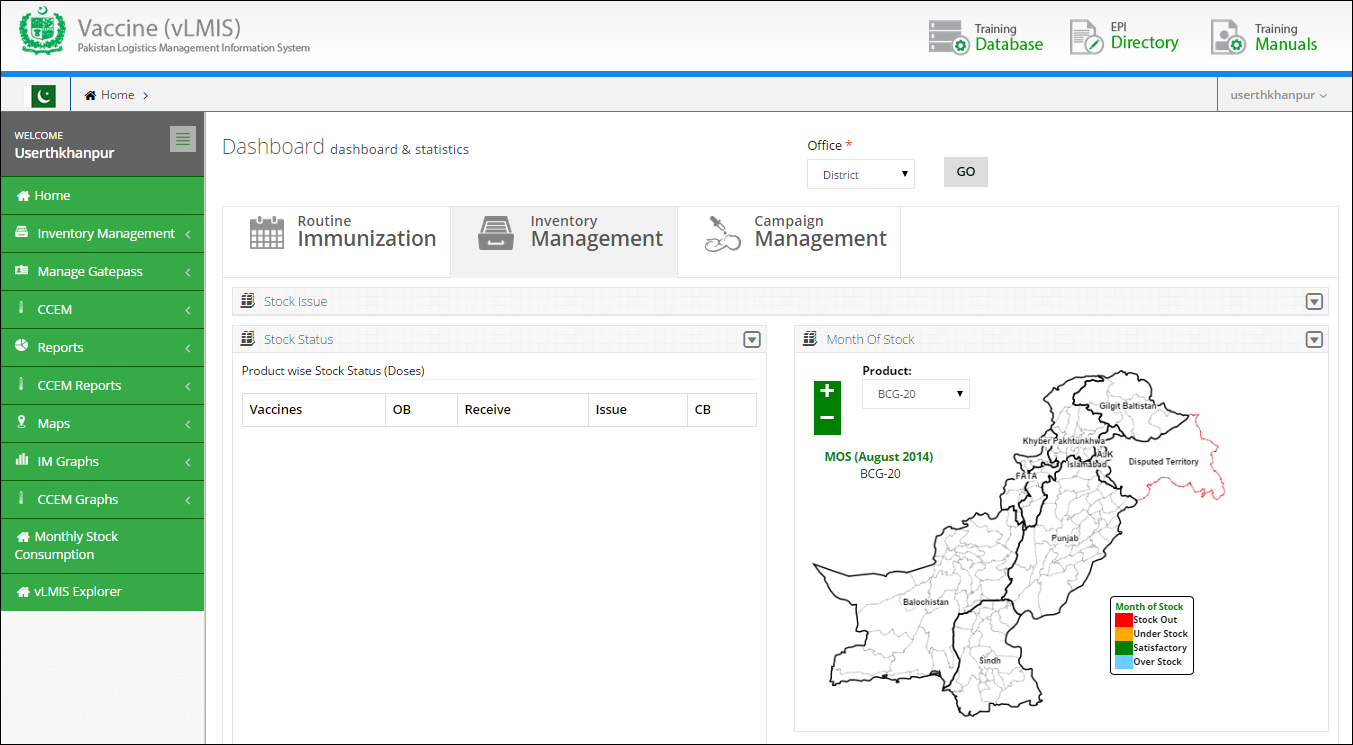 Vaccine (vLMIS)
Pakistan Logistics Management Information System
Training
Database
EPI
Directory
Training
Manuals
Home
userthkhanpur
WELCOME
Userthkhanpur
Home
Inventory Management
Manage Gatepass
CCEM
Reports
CCEM Reports
Maps
IM Graphs
CCEM Graphs
Monthly Stock
Consumption
vLMIS Explorer
Dashboard dashboard & statistics
Office *
District
GO
Routine
Immunization
Inventory
Management
Campaign
Management
Stock Issue
Stock Status
Product wise Stock Status (Doses)
Vaccines OB Receive Issue CB
Month Of Stock
+
−
Product:
BCG-20
MOS (August 2014)
BCG-20
Gilgit Baltistan
Khyber Pakhtunkhwa
AJK
Islamabad
Disputed Territory
FATA
Punjab
Balochistan
Sindh
Month of Stock
Stock Out
Under Stock
Satisfactory
Over Stock